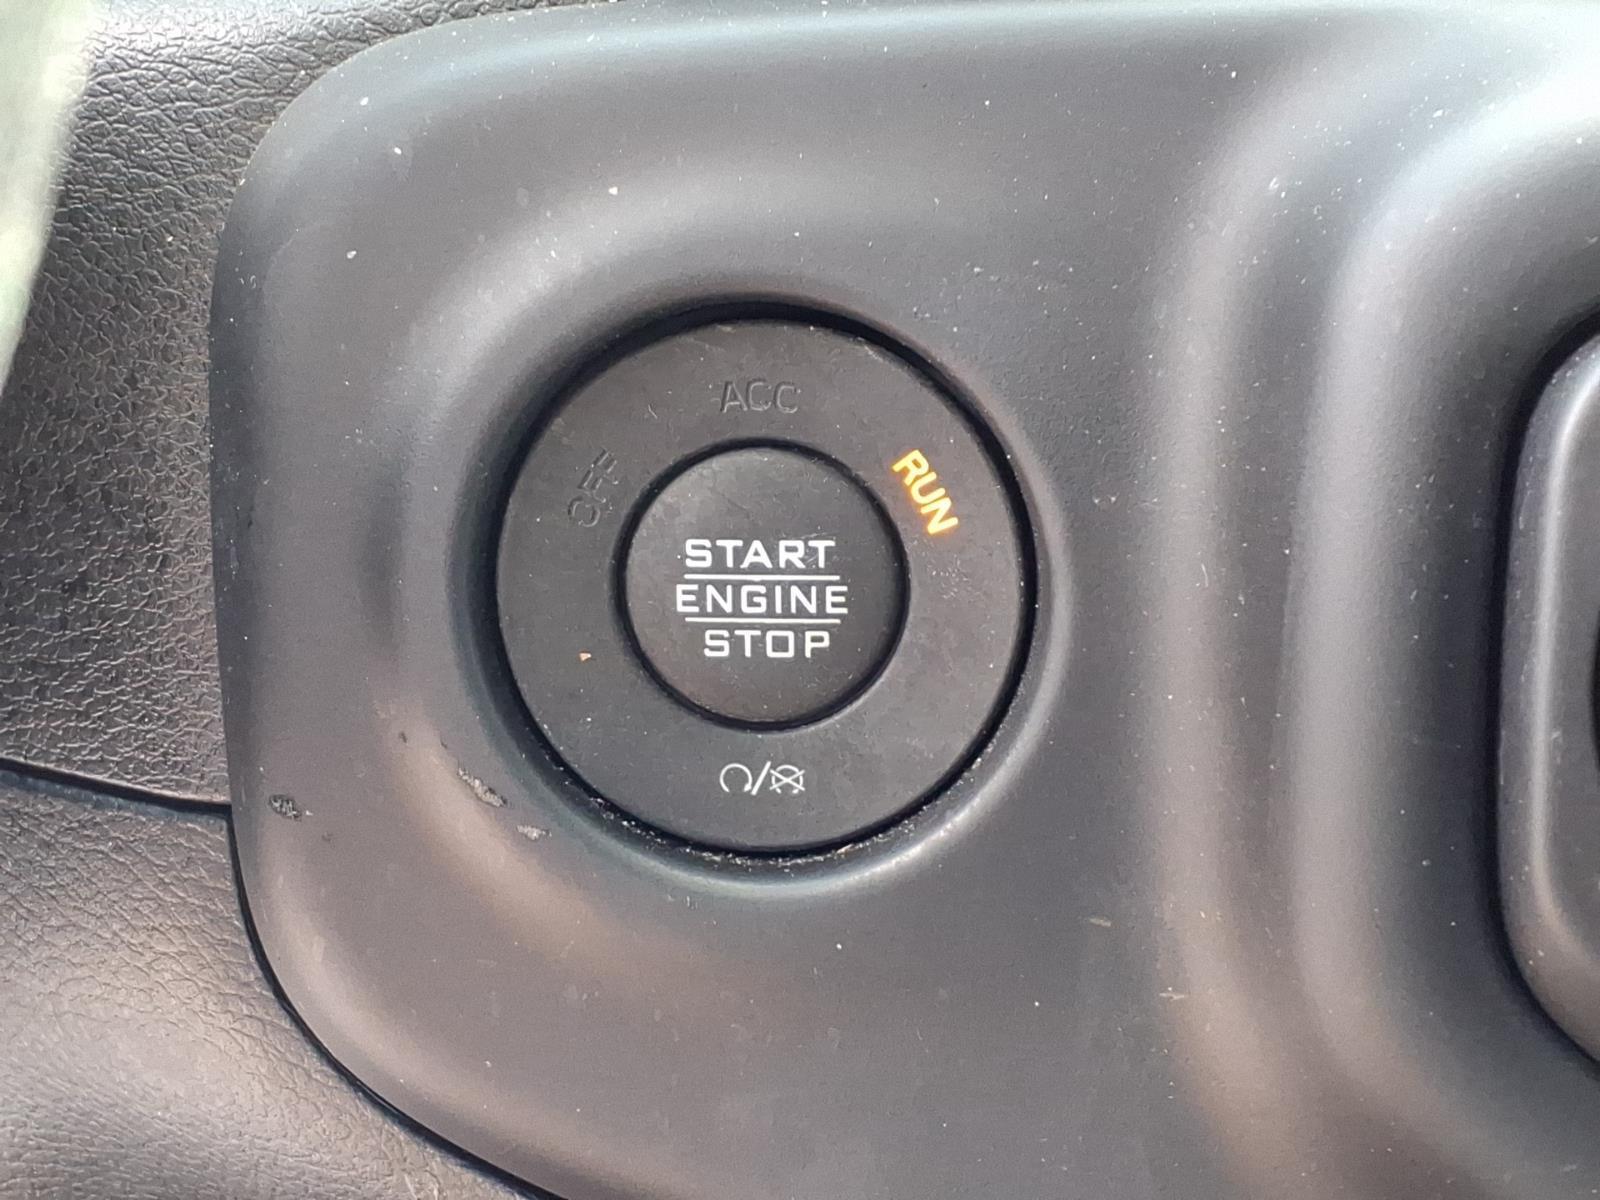 ACC
OFF
RUN
START
ENGINE
STOP